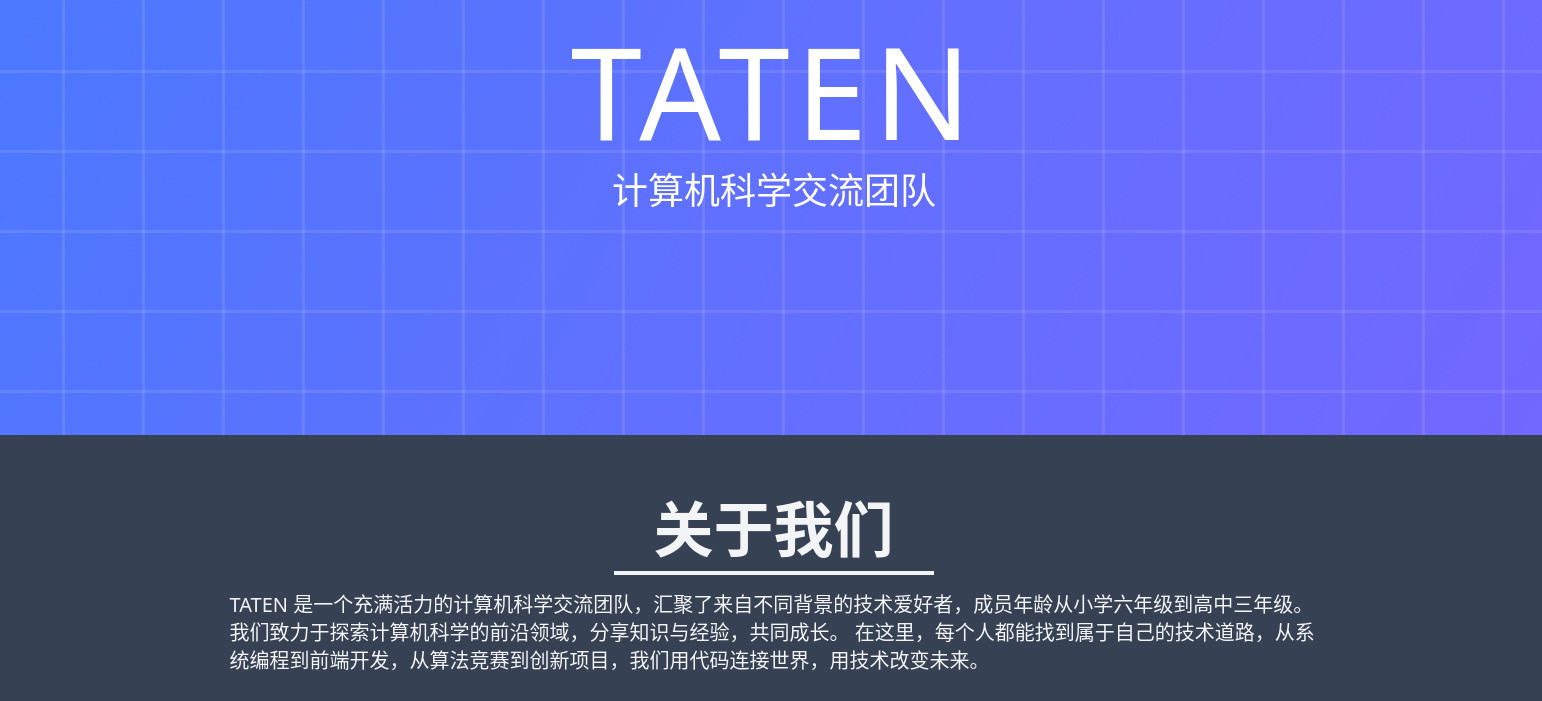 TATEN
计算机科学交流团队
关于我们
TATEN 是一个充满活力的计算机科学交流团队，汇聚了来自不同背景的技术爱好者，成员年龄从小学六年级到高中三年级。
我们致力于探索计算机科学的前沿领域，分享知识与经验，共同成长。 在这里，每个人都能找到属于自己的技术道路，从系
统编程到前端开发，从算法竞赛到创新项目，我们用代码连接世界，用技术改变未来。